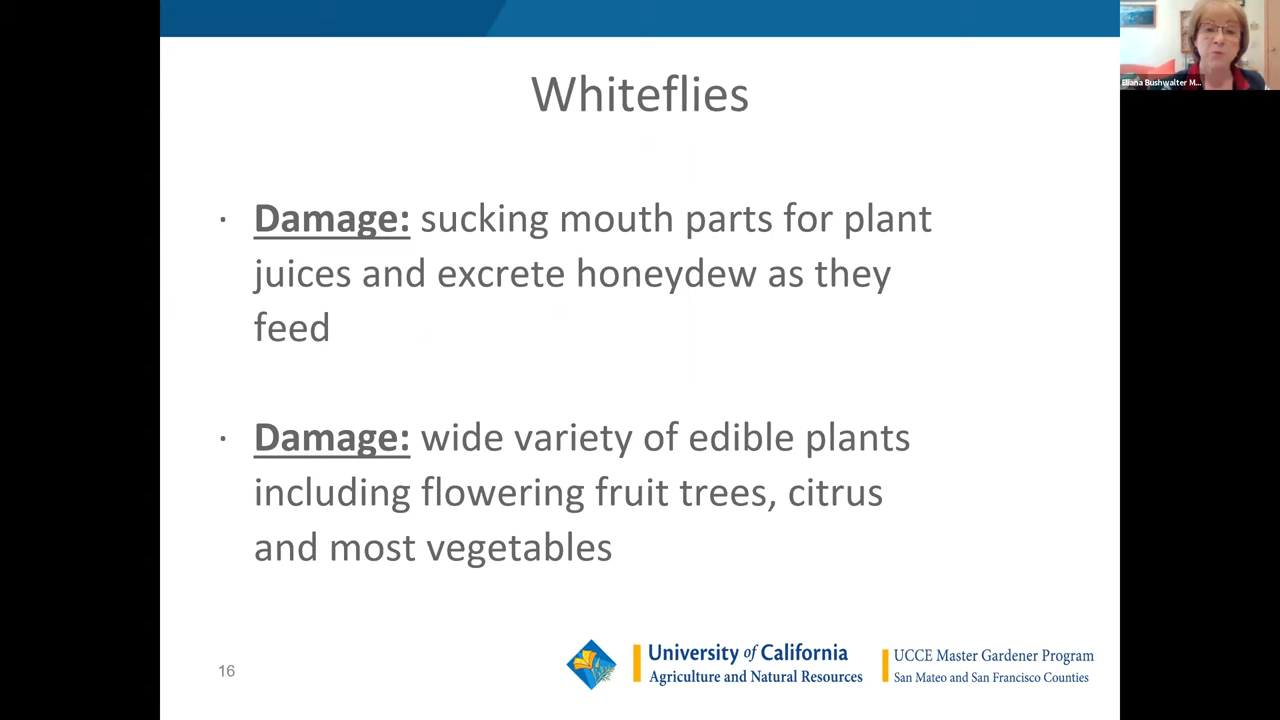 Whiteflies
Eliana Bushwalter M...
· Damage: sucking mouth parts for plant
juices and excrete honeydew as they
feed
· Damage: wide variety of edible plants
including flowering fruit trees, citrus
and most vegetables
16
University of California
Agriculture and Natural Resources
UCCE Master Gardener Program
San Mateo and San Francisco Counties